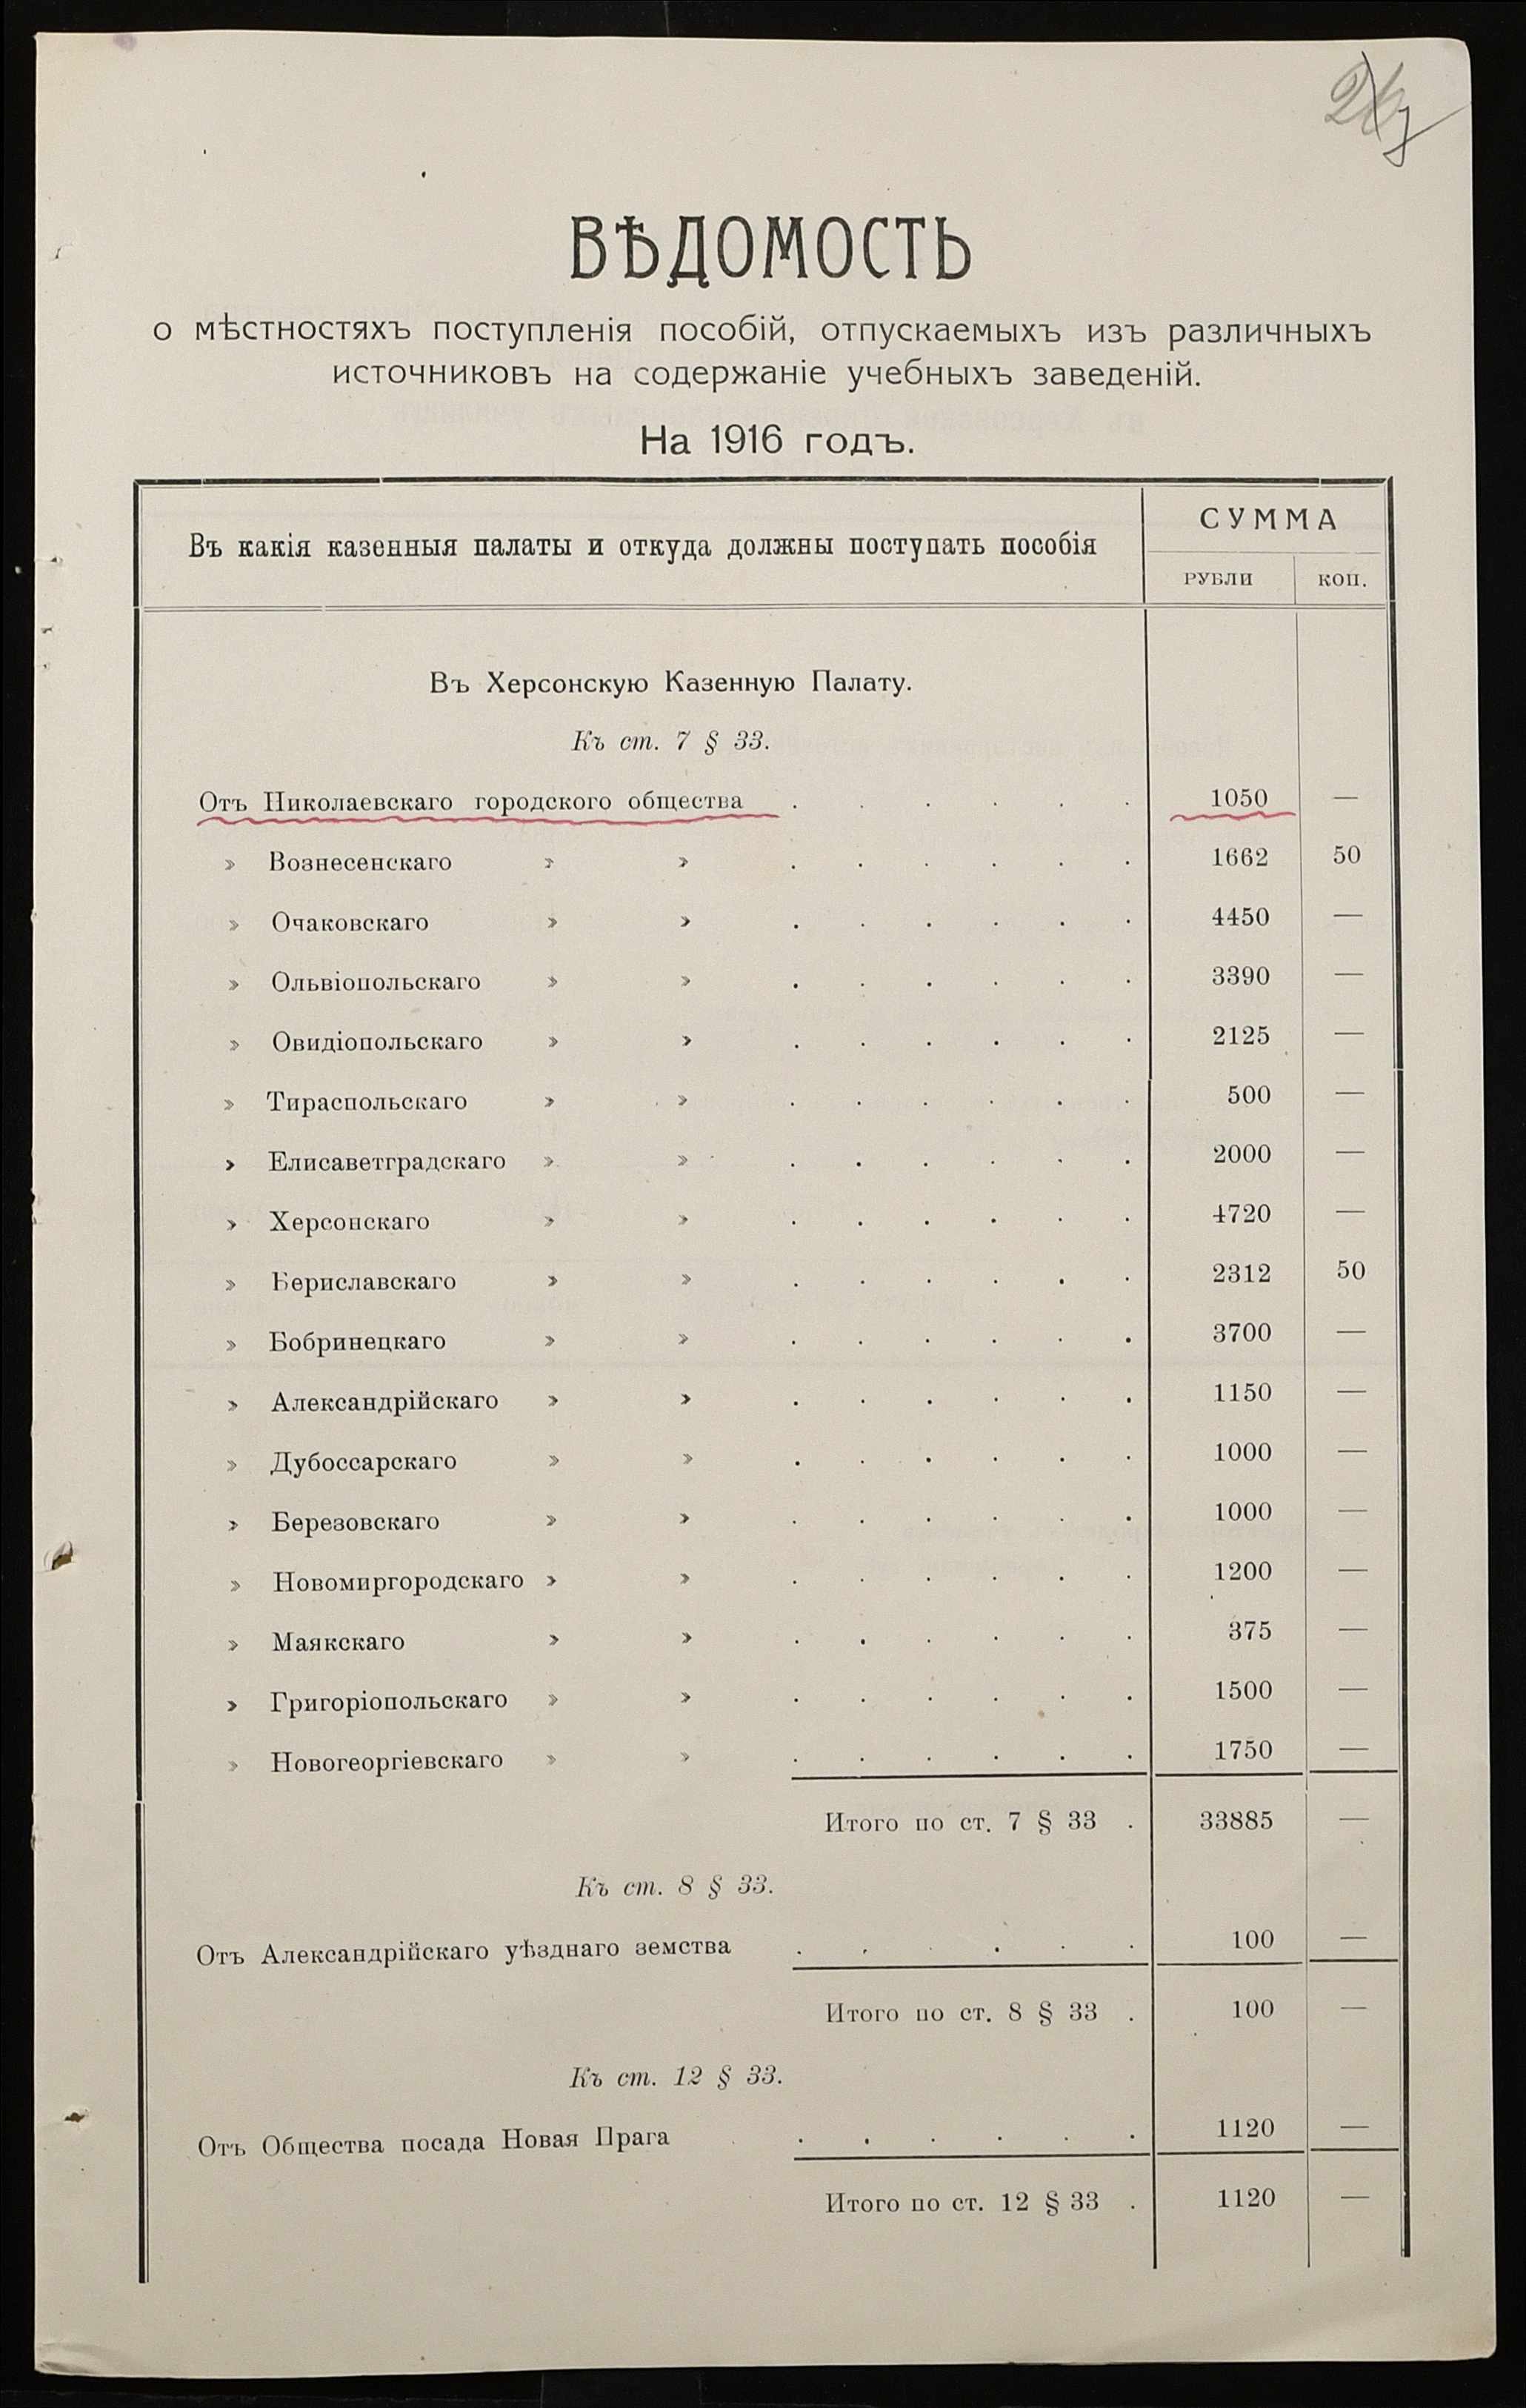 ВѢДОМОСТЬ
о мѣстностяхъ поступленія пособій, отпускаемыхъ изъ различныхъ
источниковъ на содержаніе учебныхъ заведеній.
На 1916 годъ.
Въ какія казенныя палаты и откуда должны поступать пособія
СУММА
РУБЛИ КОП.
Въ Херсонскую Казенную Палату.
Къ ст. 7 § 33.
Отъ Николаевскаго городского общества . . . . . . 1050 —
» Вознесенскаго » » . . . . . . 1662 50
» Очаковскаго » » . . . . . . 4450 —
» Ольвіопольскаго » » . . . . . . 3390 —
» Овидіопольскаго » » . . . . . . 2125 —
» Тираспольскаго » » . . . . . . 500 —
» Елисаветградскаго » » . . . . . . 2000 —
» Херсонскаго » » . . . . . . 4720 —
» Бериславскаго » » . . . . . . 2312 50
» Бобринецкаго » » . . . . . . 3700 —
» Александрійскаго » » . . . . . . 1150 —
» Дубоссарскаго » » . . . . . . 1000 —
» Березовскаго » » . . . . . . 1000 —
» Новомиргородскаго » » . . . . . . 1200 —
» Маякскаго » » . . . . . . 375 —
» Григоріопольскаго » » . . . . . . 1500 —
» Новогеоргіевскаго » » . . . . . . 1750 —
Итого по ст. 7 § 33 . 33885 —
Къ ст. 8 § 33.
Отъ Александрійскаго уѣзднаго земства . . . . . . 100 —
Итого по ст. 8 § 33 . 100 —
Къ ст. 12 § 33.
Отъ Общества посада Новая Прага . . . . . . 1120 —
Итого по ст. 12 § 33 . 1120 —